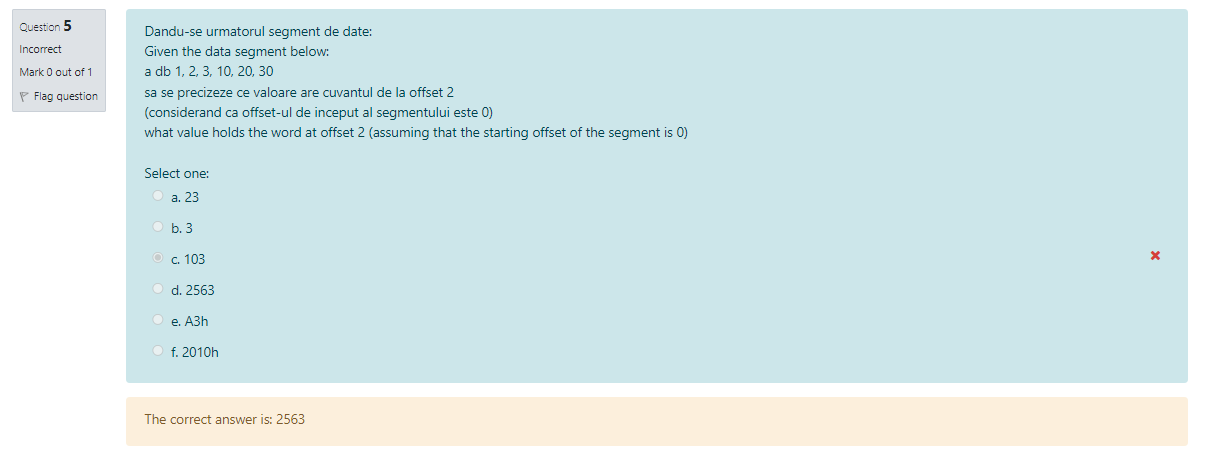 Question 5
Incorrect
Mark 0 out of 1
Flag question
Dandu-se urmatorul segment de date:
Given the data segment below:
a db 1, 2, 3, 10, 20, 30
sa se precizeze ce valoare are cuvantul de la offset 2
(considerand ca offset-ul de inceput al segmentului este 0)
what value holds the word at offset 2 (assuming that the starting offset of the segment is 0)
Select one:
a. 23
b. 3
c. 103
d. 2563
e. A3h
f. 2010h
The correct answer is: 2563